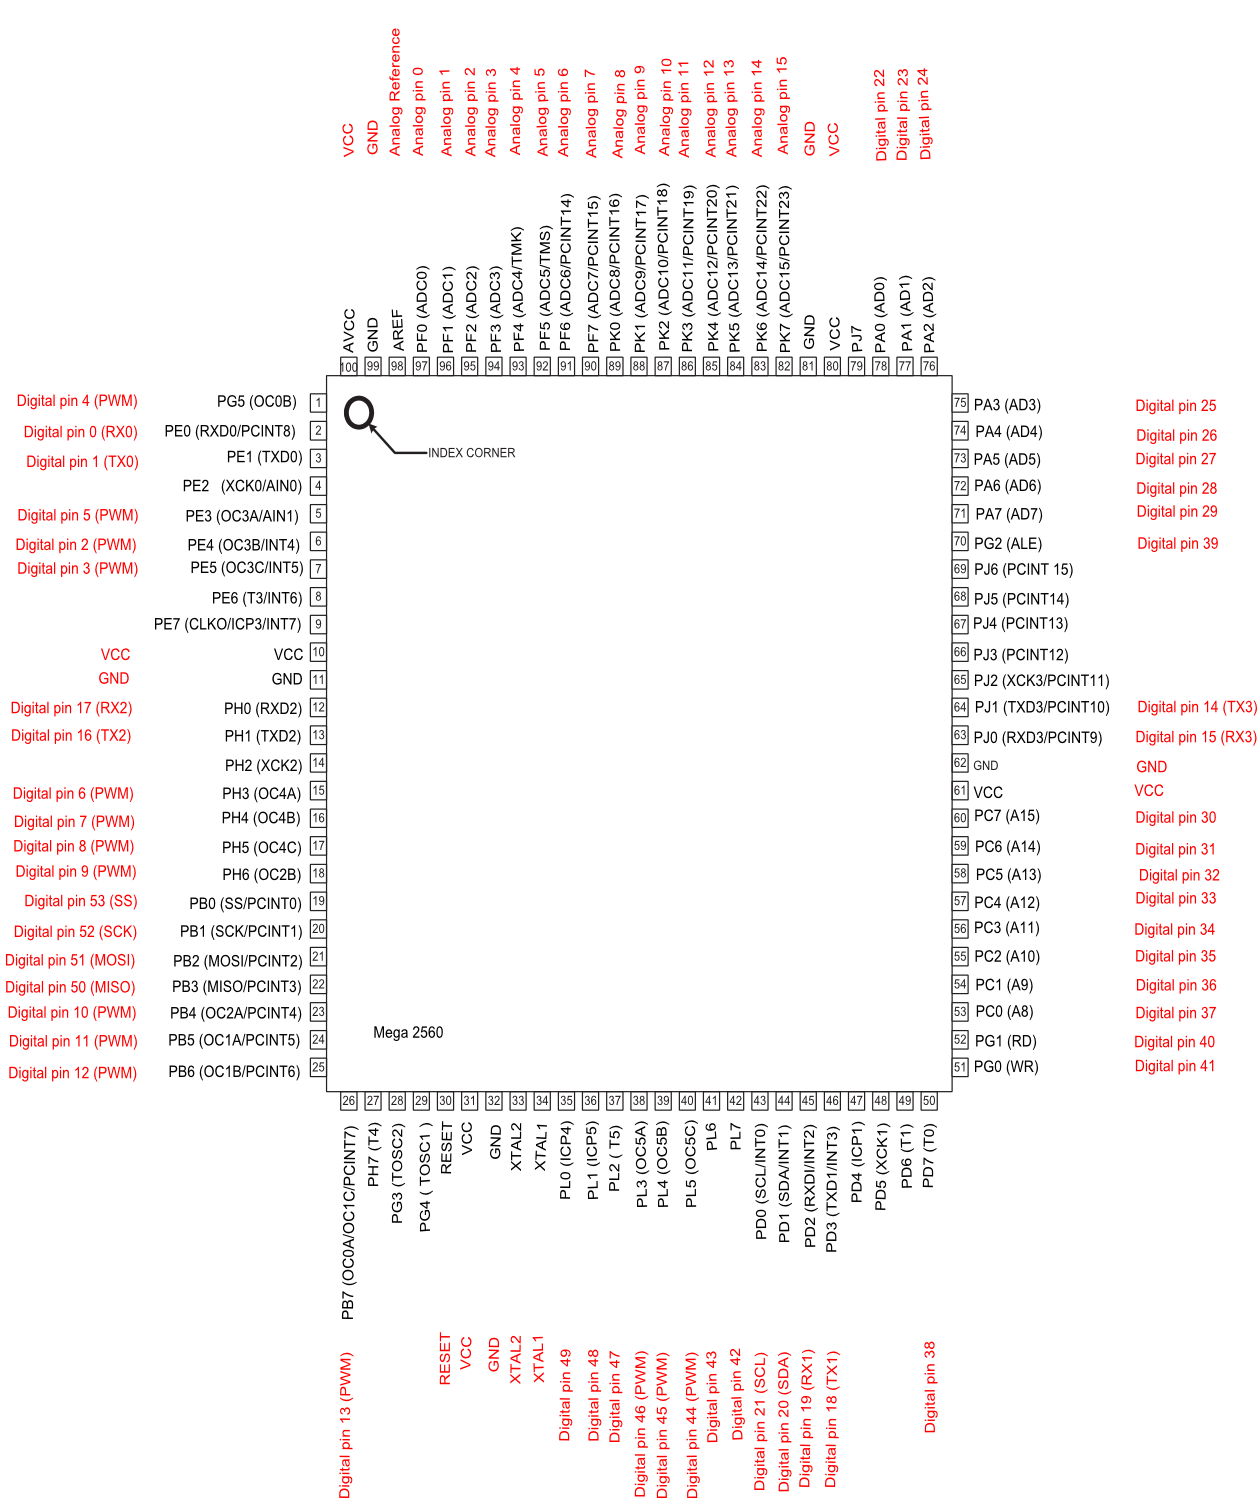 VCC
GND
Analog Reference
Analog pin 0
Analog pin 1
Analog pin 2
Analog pin 3
Analog pin 4
Analog pin 5
Analog pin 6
Analog pin 7
Analog pin 8
Analog pin 9
Analog pin 10
Analog pin 11
Analog pin 12
Analog pin 13
Analog pin 14
Analog pin 15
GND
VCC
Digital pin 22
Digital pin 23
Digital pin 24
AVCC
GND
AREF
PF0 (ADC0)
PF1 (ADC1)
PF2 (ADC2)
PF3 (ADC3)
PF4 (ADC4/TMK)
PF5 (ADC5/TMS)
PF6 (ADC6/PCINT14)
PF7 (ADC7/PCINT15)
PK0 (ADC8/PCINT16)
PK1 (ADC9/PCINT17)
PK2 (ADC10/PCINT18)
PK3 (ADC11/PCINT19)
PK4 (ADC12/PCINT20)
PK5 (ADC13/PCINT21)
PK6 (ADC14/PCINT22)
PK7 (ADC15/PCINT23)
GND
VCC
PJ7
PA0 (AD0)
PA1 (AD1)
PA2 (AD2)
100 99 98 97 96 95 94 93 92 91 90 89 88 87 86 85 84 83 82 81 80 79 78 77 76
Digital pin 4 (PWM) PG5 (OC0B) 1
Digital pin 0 (RX0) PE0 (RXD0/PCINT8) 2
Digital pin 1 (TX0) PE1 (TXD0) 3
PE2 (XCK0/AIN0) 4
Digital pin 5 (PWM) PE3 (OC3A/AIN1) 5
Digital pin 2 (PWM) PE4 (OC3B/INT4) 6
Digital pin 3 (PWM) PE5 (OC3C/INT5) 7
PE6 (T3/INT6) 8
PE7 (CLKO/ICP3/INT7) 9
VCC VCC 10
GND GND 11
Digital pin 17 (RX2) PH0 (RXD2) 12
Digital pin 16 (TX2) PH1 (TXD2) 13
PH2 (XCK2) 14
Digital pin 6 (PWM) PH3 (OC4A) 15
Digital pin 7 (PWM) PH4 (OC4B) 16
Digital pin 8 (PWM) PH5 (OC4C) 17
Digital pin 9 (PWM) PH6 (OC2B) 18
Digital pin 53 (SS) PB0 (SS/PCINT0) 19
Digital pin 52 (SCK) PB1 (SCK/PCINT1) 20
Digital pin 51 (MOSI) PB2 (MOSI/PCINT2) 21
Digital pin 50 (MISO) PB3 (MISO/PCINT3) 22
Digital pin 10 (PWM) PB4 (OC2A/PCINT4) 23
Digital pin 11 (PWM) PB5 (OC1A/PCINT5) 24
Digital pin 12 (PWM) PB6 (OC1B/PCINT6) 25
INDEX CORNER
Mega 2560
75 PA3 (AD3) Digital pin 25
74 PA4 (AD4) Digital pin 26
73 PA5 (AD5) Digital pin 27
72 PA6 (AD6) Digital pin 28
71 PA7 (AD7) Digital pin 29
70 PG2 (ALE) Digital pin 39
69 PJ6 (PCINT 15)
68 PJ5 (PCINT14)
67 PJ4 (PCINT13)
66 PJ3 (PCINT12)
65 PJ2 (XCK3/PCINT11)
64 PJ1 (TXD3/PCINT10) Digital pin 14 (TX3)
63 PJ0 (RXD3/PCINT9) Digital pin 15 (RX3)
62 GND GND
61 VCC VCC
60 PC7 (A15) Digital pin 30
59 PC6 (A14) Digital pin 31
58 PC5 (A13) Digital pin 32
57 PC4 (A12) Digital pin 33
56 PC3 (A11) Digital pin 34
55 PC2 (A10) Digital pin 35
54 PC1 (A9) Digital pin 36
53 PC0 (A8) Digital pin 37
52 PG1 (RD) Digital pin 40
51 PG0 (WR) Digital pin 41
26 27 28 29 30 31 32 33 34 35 36 37 38 39 40 41 42 43 44 45 46 47 48 49 50
PB7 (OC0A/OC1C/PCINT7)
PH7 (T4)
PG3 (TOSC2)
PG4 ( TOSC1 )
RESET
VCC
GND
XTAL2
XTAL1
PL0 (ICP4)
PL1 (ICP5)
PL2 ( T5)
PL3 (OC5A)
PL4 (OC5B)
PL5 (OC5C)
PL6
PL7
PD0 (SCL/INT0)
PD1 (SDA/INT1)
PD2 (RXDI/INT2)
PD3 (TXD1/INT3)
PD4 (ICP1)
PD5 (XCK1)
PD6 (T1)
PD7 (T0)
Digital pin 13 (PWM)
RESET
VCC
GND
XTAL2
XTAL1
Digital pin 49
Digital pin 48
Digital pin 47
Digital pin 46 (PWM)
Digital pin 45 (PWM)
Digital pin 44 (PWM)
Digital pin 43
Digital pin 42
Digital pin 21 (SCL)
Digital pin 20 (SDA)
Digital pin 19 (RX1)
Digital pin 18 (TX1)
Digital pin 38